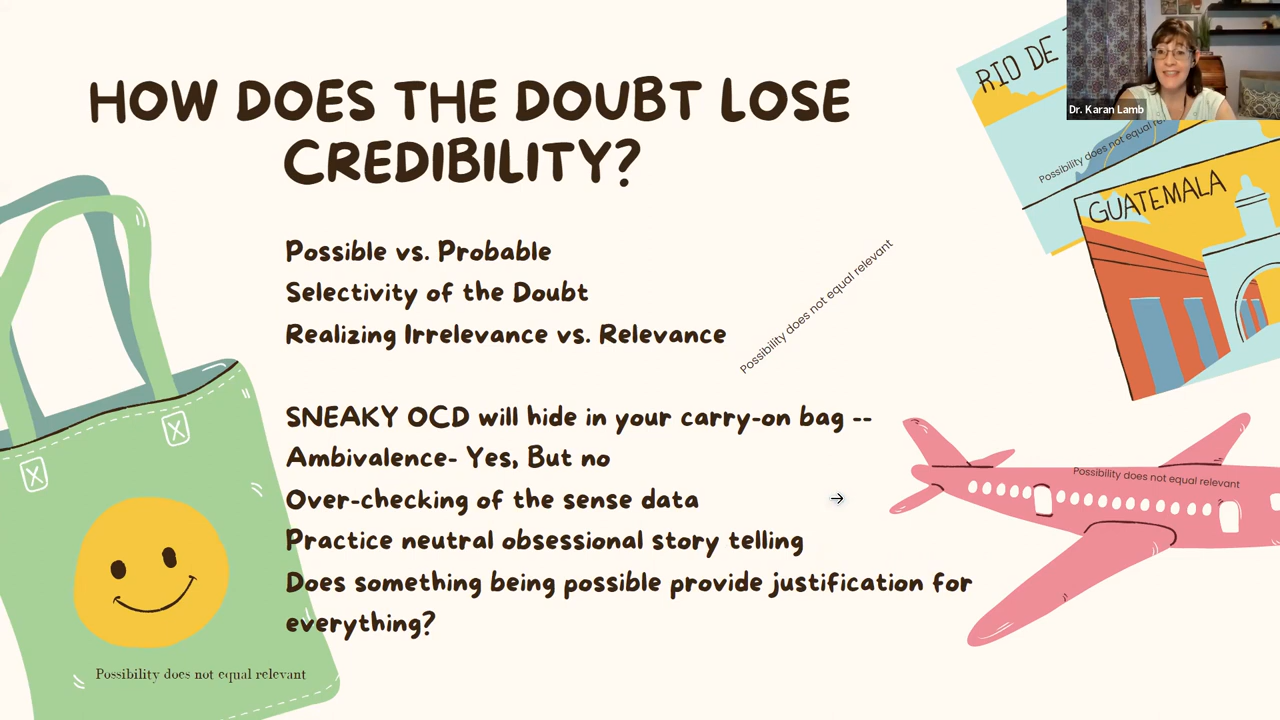 HOW DOES THE DOUBT LOSE
CREDIBILITY?
Possible vs. Probable
Selectivity of the Doubt
Realizing Irrelevance vs. Relevance
SNEAKY OCD will hide in your carry-on bag --
Ambivalence- Yes, But no
Over-checking of the sense data
Practice neutral obsessional story telling
Does something being possible provide justification for
everything?
Possibility does not equal relevant
Possibility does not equal relevant
RIO DE
Dr. Karan Lamb
Possibility does not equal
GUATEMALA
Possibility does not equal relevant